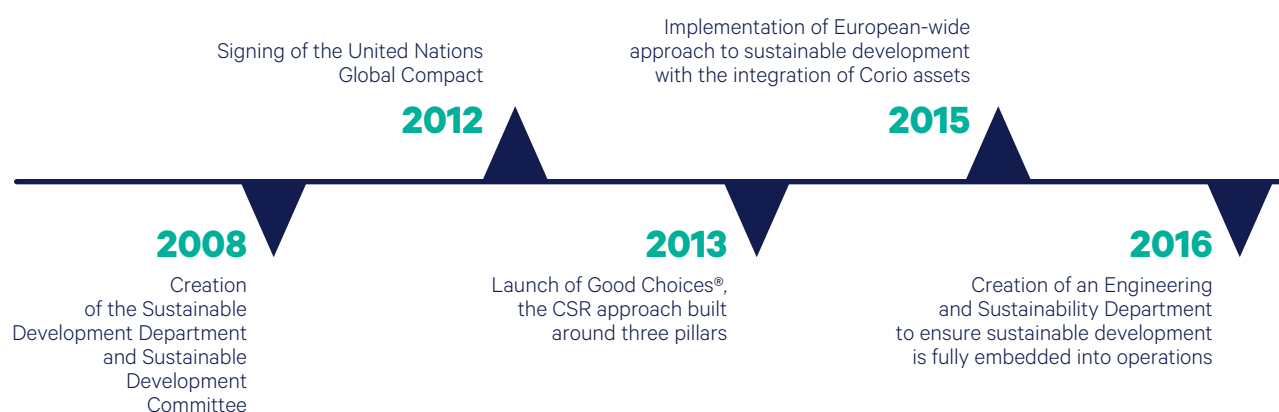 2008
Creation
of the Sustainable
Development Department
and Sustainable
Development
Committee
Signing of the United Nations
Global Compact
2012
2013
Launch of Good Choices®,
the CSR approach built
around three pillars
Implementation of European-wide
approach to sustainable development
with the integration of Corio assets
2015
2016
Creation of an Engineering
and Sustainability Department
to ensure sustainable development
is fully embedded into operations